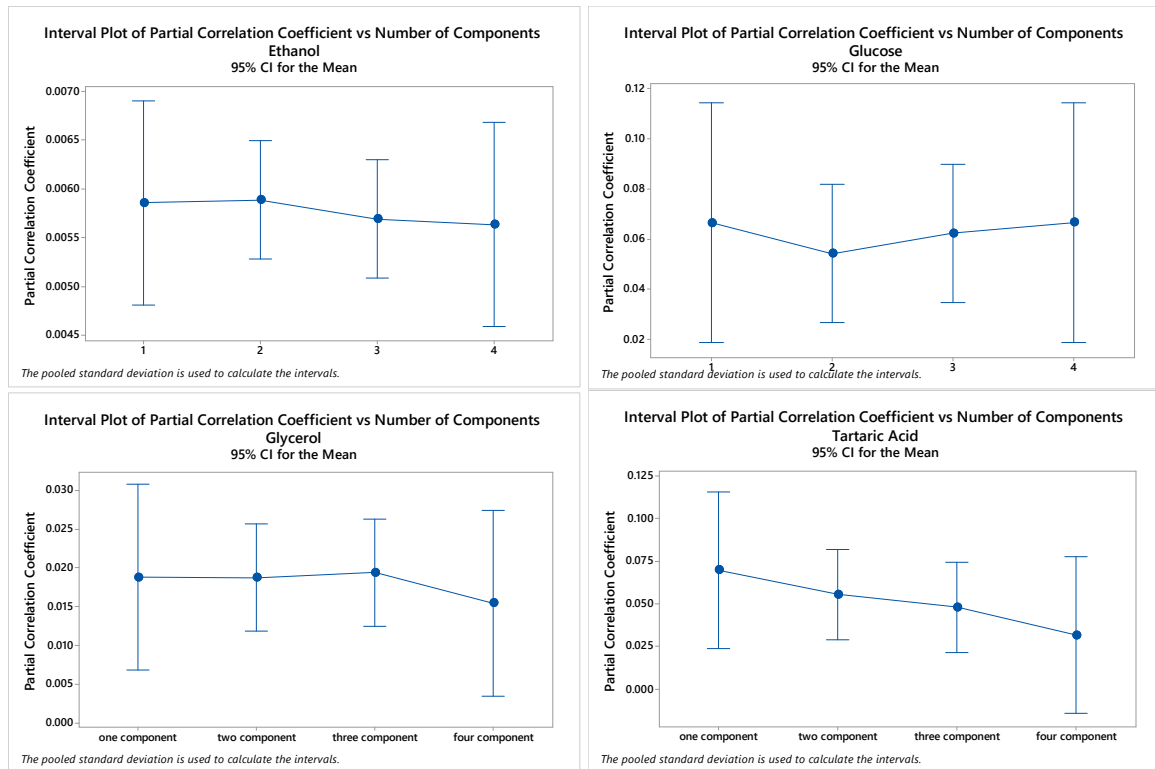 Interval Plot of Partial Correlation Coefficient vs Number of Components
Ethanol
95% CI for the Mean
Partial Correlation Coefficient
0.0070
0.0065
0.0060
0.0055
0.0050
0.0045
1 2 3 4
The pooled standard deviation is used to calculate the intervals.
Interval Plot of Partial Correlation Coefficient vs Number of Components
Glucose
95% CI for the Mean
Partial Correlation Coefficient
0.12
0.10
0.08
0.06
0.04
0.02
1 2 3 4
The pooled standard deviation is used to calculate the intervals.
Interval Plot of Partial Correlation Coefficient vs Number of Components
Glycerol
95% CI for the Mean
Partial Correlation Coefficient
0.030
0.025
0.020
0.015
0.010
0.005
0.000
one component two component three component four component
The pooled standard deviation is used to calculate the intervals.
Interval Plot of Partial Correlation Coefficient vs Number of Components
Tartaric Acid
95% CI for the Mean
Partial Correlation Coefficient
0.125
0.100
0.075
0.050
0.025
0.000
one component two component three component four component
The pooled standard deviation is used to calculate the intervals.